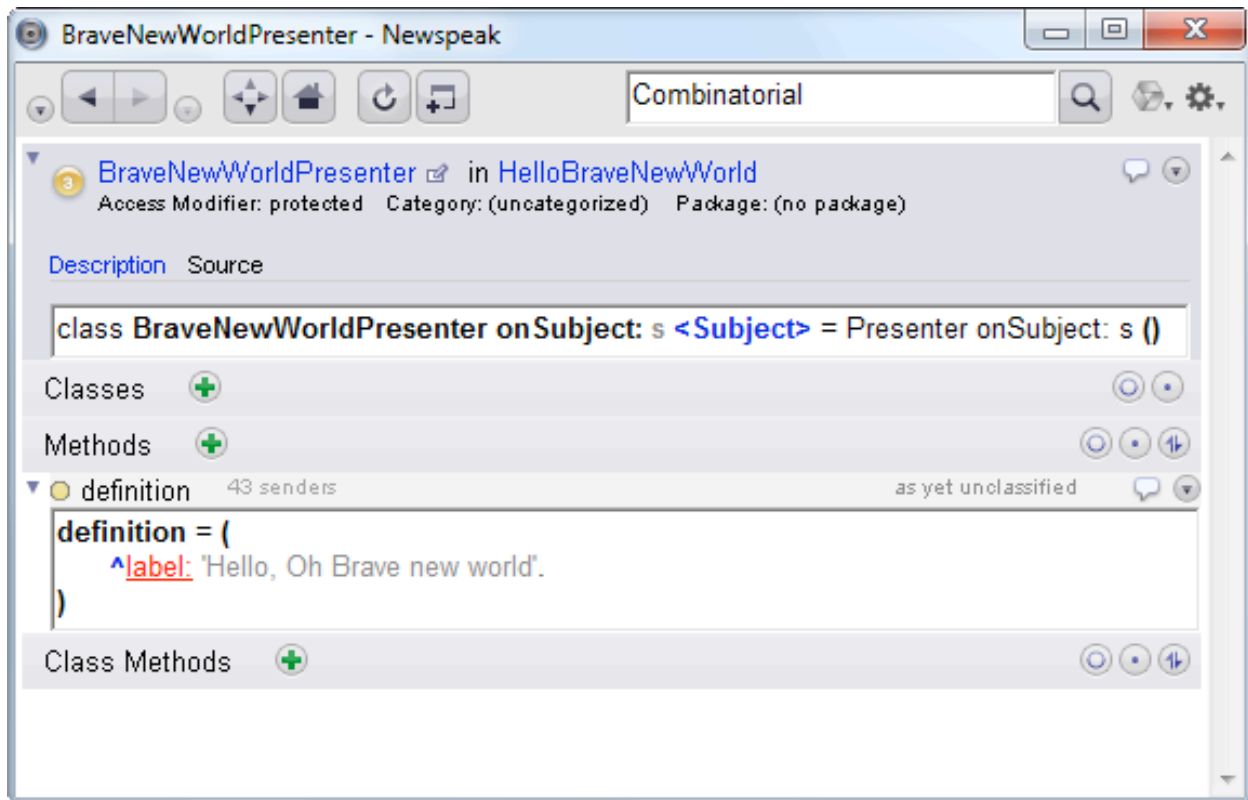 BraveNewWorldPresenter - Newspeak
Combinatorial
3 BraveNewWorldPresenter in HelloBraveNewWorld
Access Modifier: protected Category: (uncategorized) Package: (no package)
Description Source
class BraveNewWorldPresenter onSubject: s <Subject> = Presenter onSubject: s ()
Classes
Methods
definition 43 senders as yet unclassified
definition = (
^label: 'Hello, Oh Brave new world'.
)
Class Methods